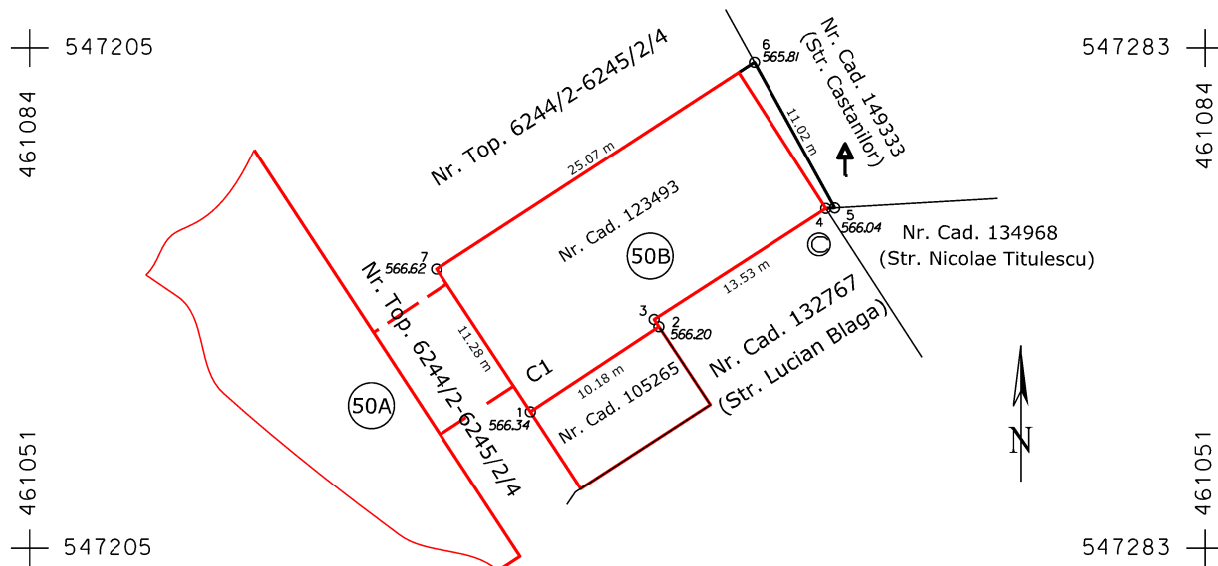 547205
547283
461084
461084
6
565.81
Nr. Cad. 149333
(Str. Castanilor)
Nr. Top. 6244/2-6245/2/4
25.07 m
11.02 m
Nr. Cad. 123493
50B
4
5
566.04
Nr. Cad. 134968
(Str. Nicolae Titulescu)
7
566.62
13.53 m
3
2
566.20
Nr. Top. 6244/2-6245/2/4
11.28 m
C1
10.18 m
Nr. Cad. 132767
(Str. Lucian Blaga)
1
566.34
Nr. Cad. 105265
50A
N
461051
461051
547205
547283